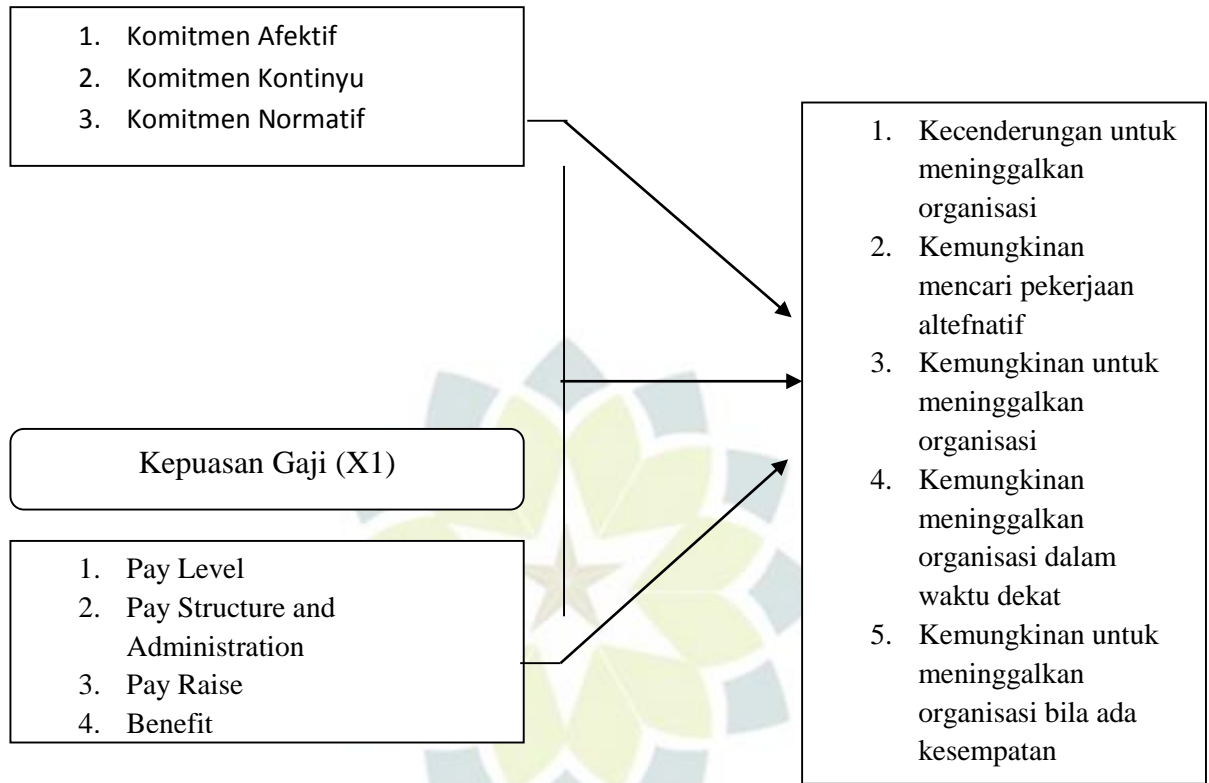 1. Komitmen Afektif
2. Komitmen Kontinyu
3. Komitmen Normatif
Kepuasan Gaji (X1)
1. Pay Level
2. Pay Structure and
Administration
3. Pay Raise
4. Benefit
1. Kecenderungan untuk
meninggalkan
organisasi
2. Kemungkinan
mencari pekerjaan
altefnatif
3. Kemungkinan untuk
meninggalkan
organisasi
4. Kemungkinan
meninggalkan
organisasi dalam
waktu dekat
5. Kemungkinan untuk
meninggalkan
organisasi bila ada
kesempatan